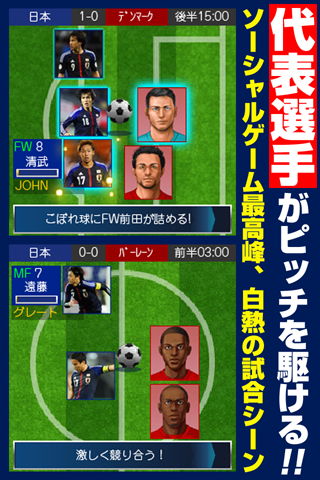 代表選手がピッチを駆ける!!
ソーシャルゲーム最高峰、白熱の試合シーン
日本 1-0 ﾃﾞﾝﾏｰｸ 後半15:00
18
17
FW 8
清武
17
JOHN
こぼれ球にFW前田が詰める!
日本 0-0 ﾊﾞｰﾚｰﾝ 前半03:00
MF 7
遠藤
グレート
激しく競り合う!